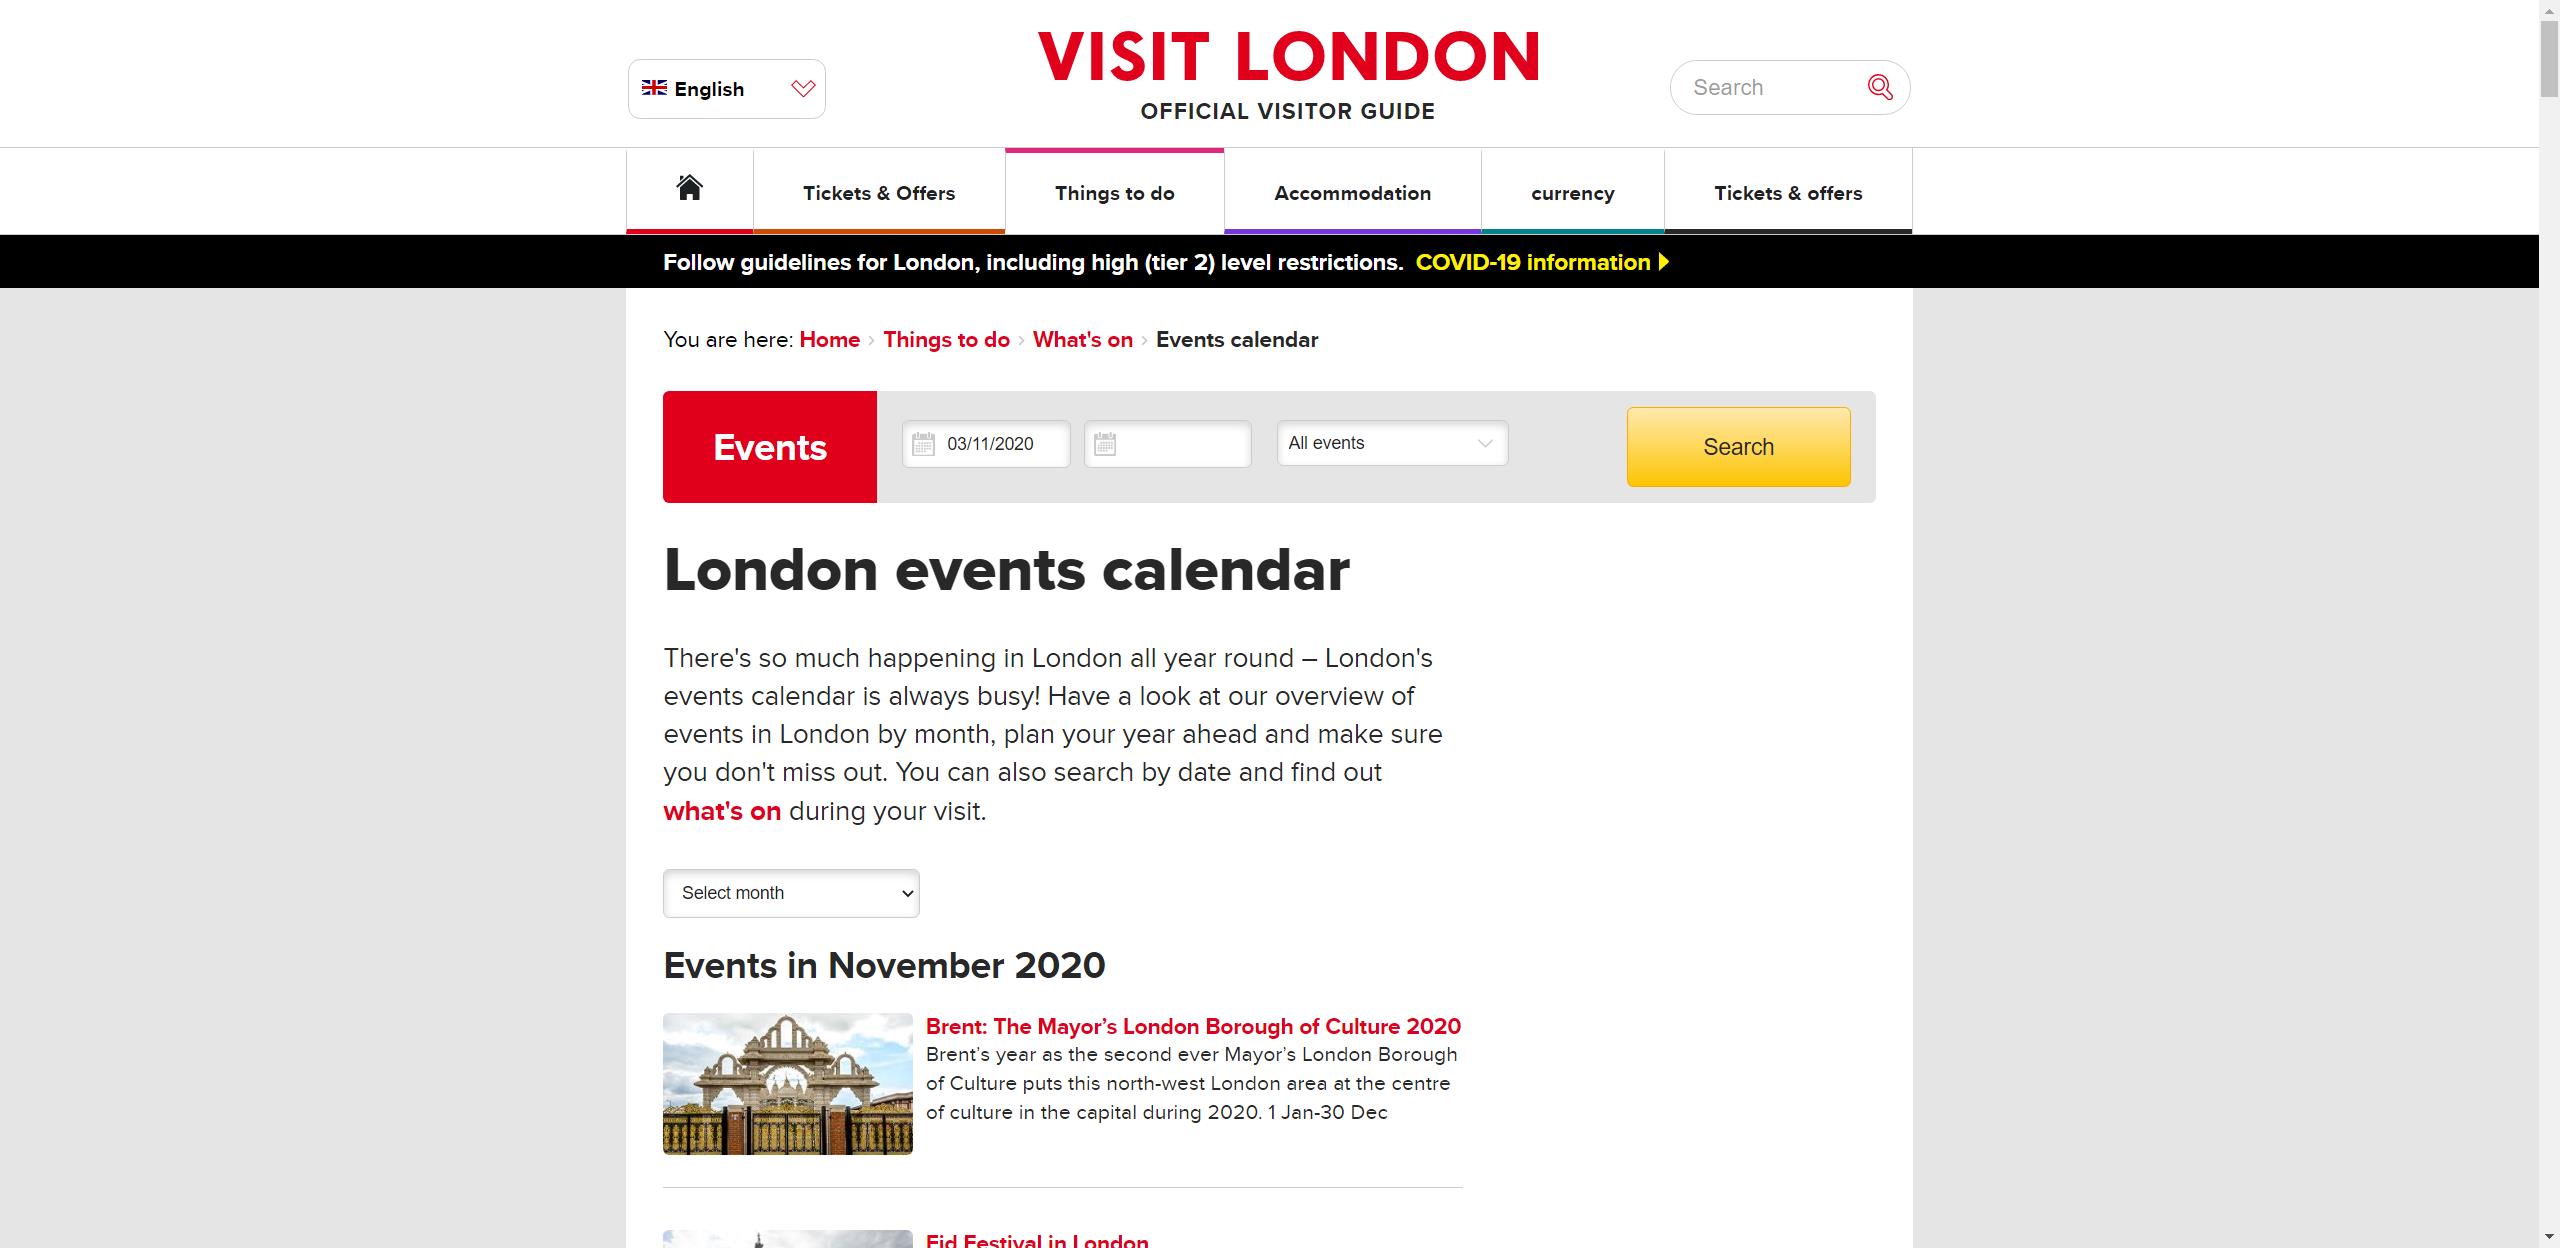 English
VISIT LONDON
OFFICIAL VISITOR GUIDE
Search
Tickets & Offers
Things to do
Accommodation
currency
Tickets & offers
Follow guidelines for London, including high (tier 2) level restrictions. COVID-19 information
You are here: Home › Things to do › What's on › Events calendar
Events
03/11/2020
All events
Search
London events calendar
There's so much happening in London all year round – London's
events calendar is always busy! Have a look at our overview of
events in London by month, plan your year ahead and make sure
you don't miss out. You can also search by date and find out
what's on during your visit.
Select month
Events in November 2020
Brent: The Mayor’s London Borough of Culture 2020
Brent’s year as the second ever Mayor’s London Borough
of Culture puts this north-west London area at the centre
of culture in the capital during 2020. 1 Jan-30 Dec
Eid Festival in London